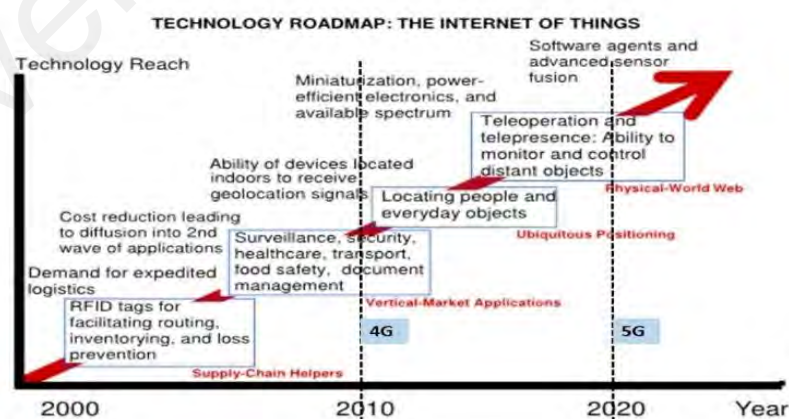 TECHNOLOGY ROADMAP: THE INTERNET OF THINGS
Technology Reach
Software agents and
advanced sensor
fusion
Miniaturization, power-
efficient electronics, and
available spectrum
Teleoperation and
telepresence: Ability to
monitor and control
distant objects
Physical-World Web
Ability of devices located
indoors to receive
geolocation signals
Locating people and
everyday objects
Ubiquitous Positioning
Cost reduction leading
to diffusion into 2nd
wave of applications
Surveillance, security,
healthcare, transport,
food safety, document
management
Vertical-Market Applications
Demand for expedited
logistics
RFID tags for
facilitating routing,
inventorying, and loss
prevention
Supply-Chain Helpers
4G
5G
2000
2010
2020
Year